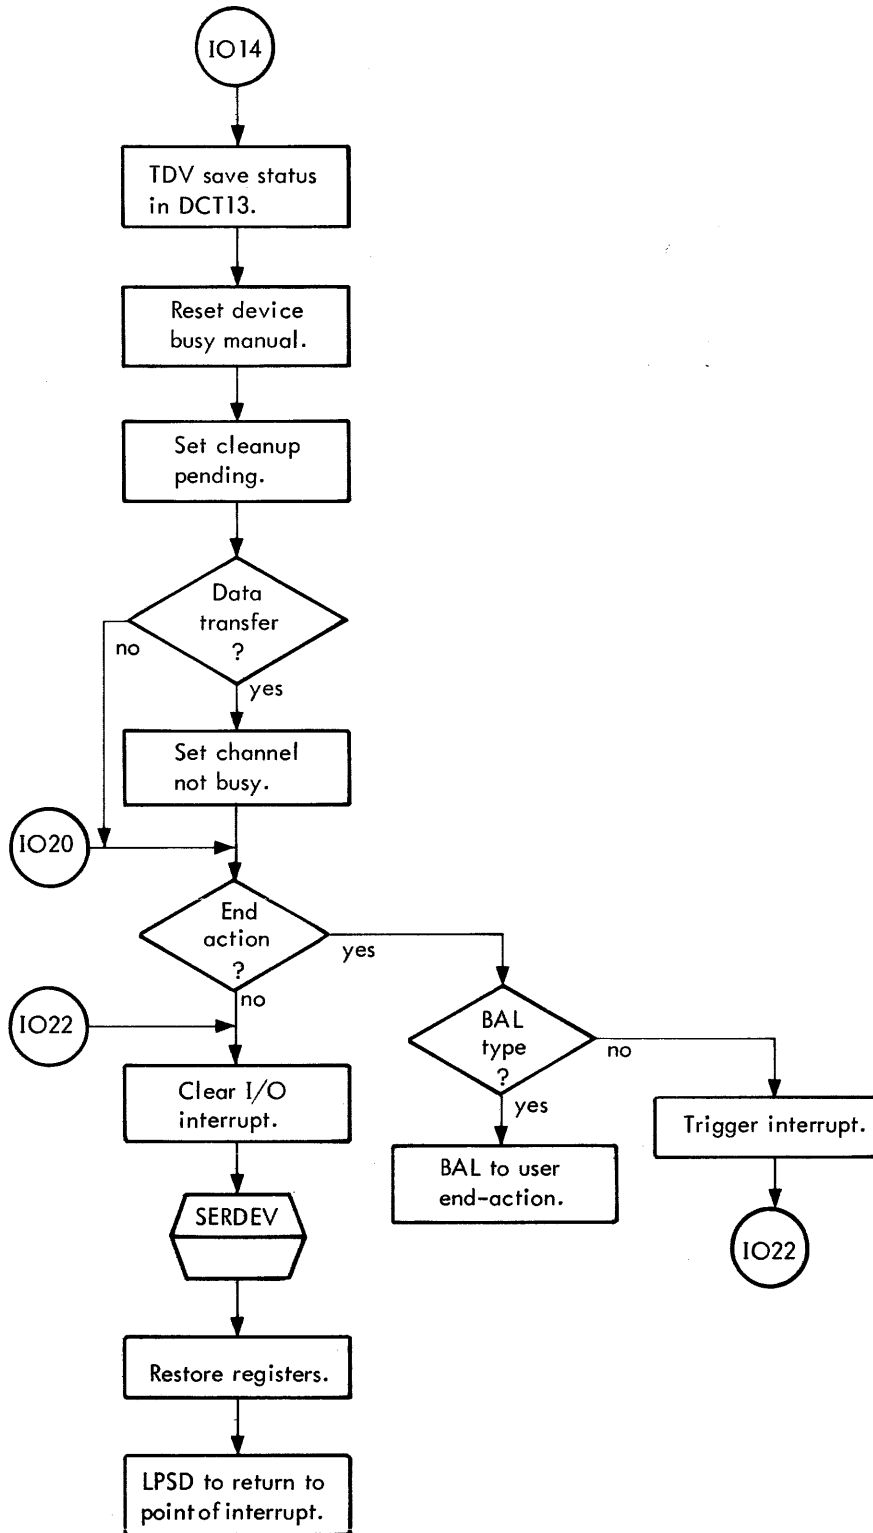 IO14
TDV save status
in DCT13.
Reset device
busy manual.
Set cleanup
pending.
Data
transfer
?
no
yes
Set channel
not busy.
IO20
End
action
?
yes
no
IO22
BAL
type
?
no
yes
Clear I/O
interrupt.
Trigger interrupt.
BAL to user
end-action.
SERDEV
IO22
Restore registers.
LPSD to return to
point of interrupt.